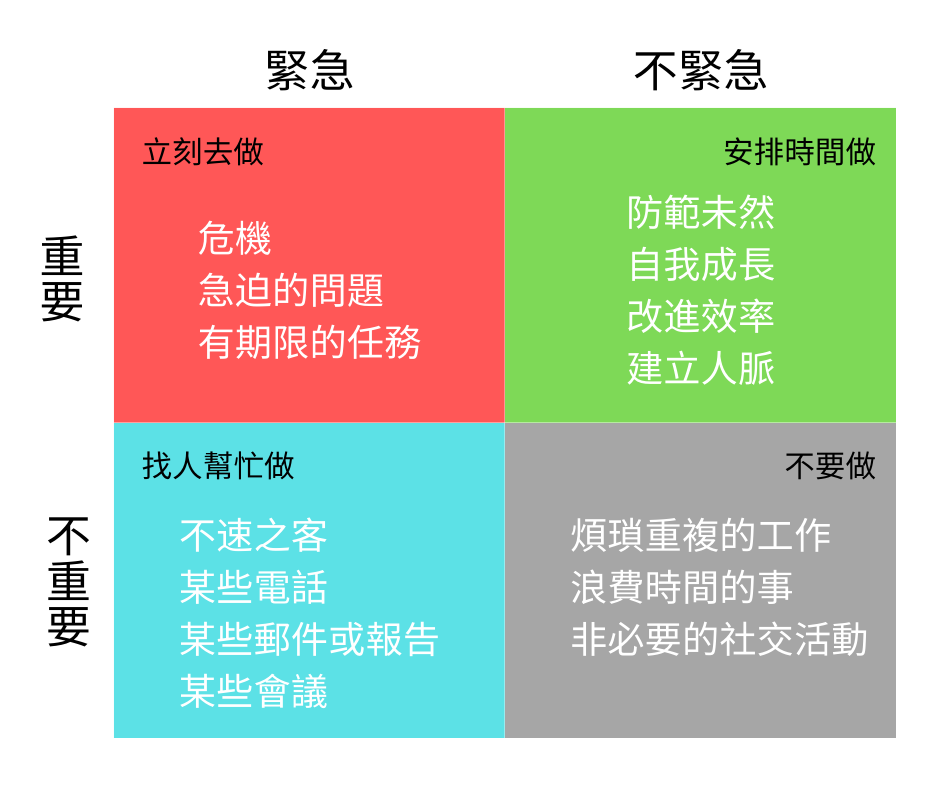 緊急
不緊急
重要
立刻去做
危機
急迫的問題
有期限的任務
安排時間做
防範未然
自我成長
改進效率
建立人脈
不重要
找人幫忙做
不速之客
某些電話
某些郵件或報告
某些會議
不要做
煩瑣重複的工作
浪費時間的事
非必要的社交活動